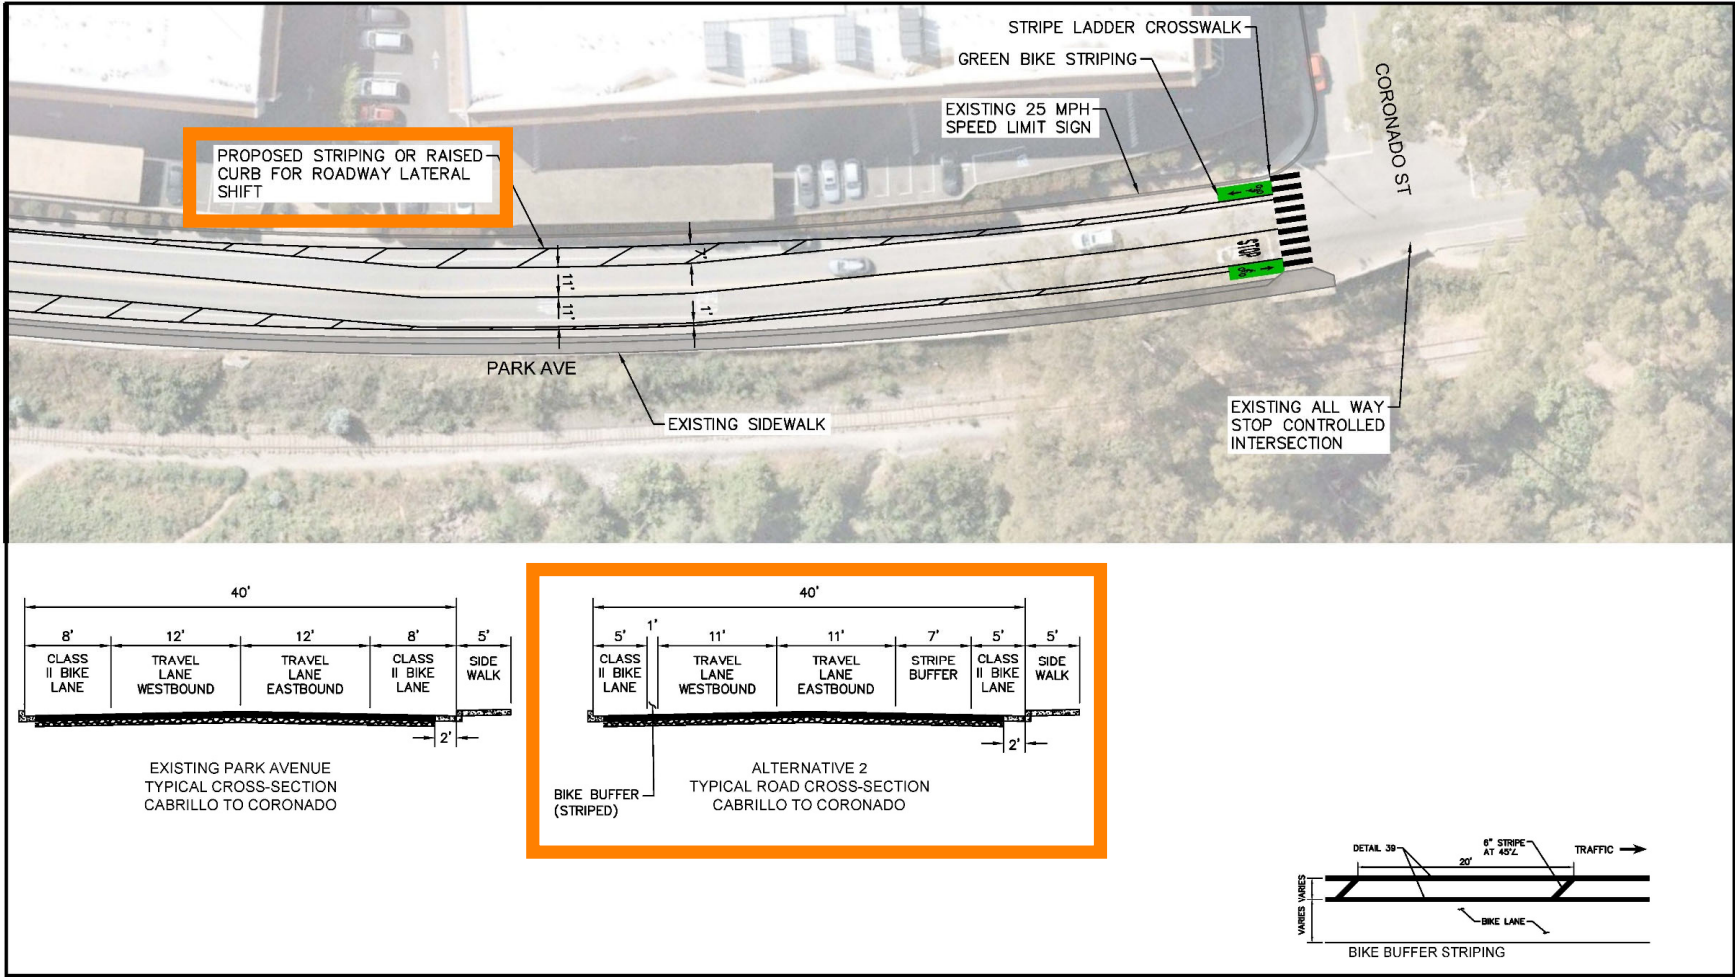 STRIPE LADDER CROSSWALK
GREEN BIKE STRIPING
EXISTING 25 MPH
SPEED LIMIT SIGN
CORONADO ST
PROPOSED STRIPING OR RAISED
CURB FOR ROADWAY LATERAL
SHIFT
7'
11'
11'
1'
STOP
PARK AVE
EXISTING SIDEWALK
EXISTING ALL WAY
STOP CONTROLLED
INTERSECTION
40'
8' 12' 12' 8' 5'
CLASS II BIKE LANE
TRAVEL LANE WESTBOUND
TRAVEL LANE EASTBOUND
CLASS II BIKE LANE
SIDE WALK
2'
EXISTING PARK AVENUE
TYPICAL CROSS-SECTION
CABRILLO TO CORONADO
40'
5' 1' 11' 11' 7' 5' 5'
CLASS II BIKE LANE
TRAVEL LANE WESTBOUND
TRAVEL LANE EASTBOUND
STRIPE BUFFER
CLASS II BIKE LANE
SIDE WALK
2'
BIKE BUFFER
(STRIPED)
ALTERNATIVE 2
TYPICAL ROAD CROSS-SECTION
CABRILLO TO CORONADO
DETAIL 39
6" STRIPE
AT 45°∠
TRAFFIC
20'
VARIES VARIES
BIKE LANE
BIKE BUFFER STRIPING